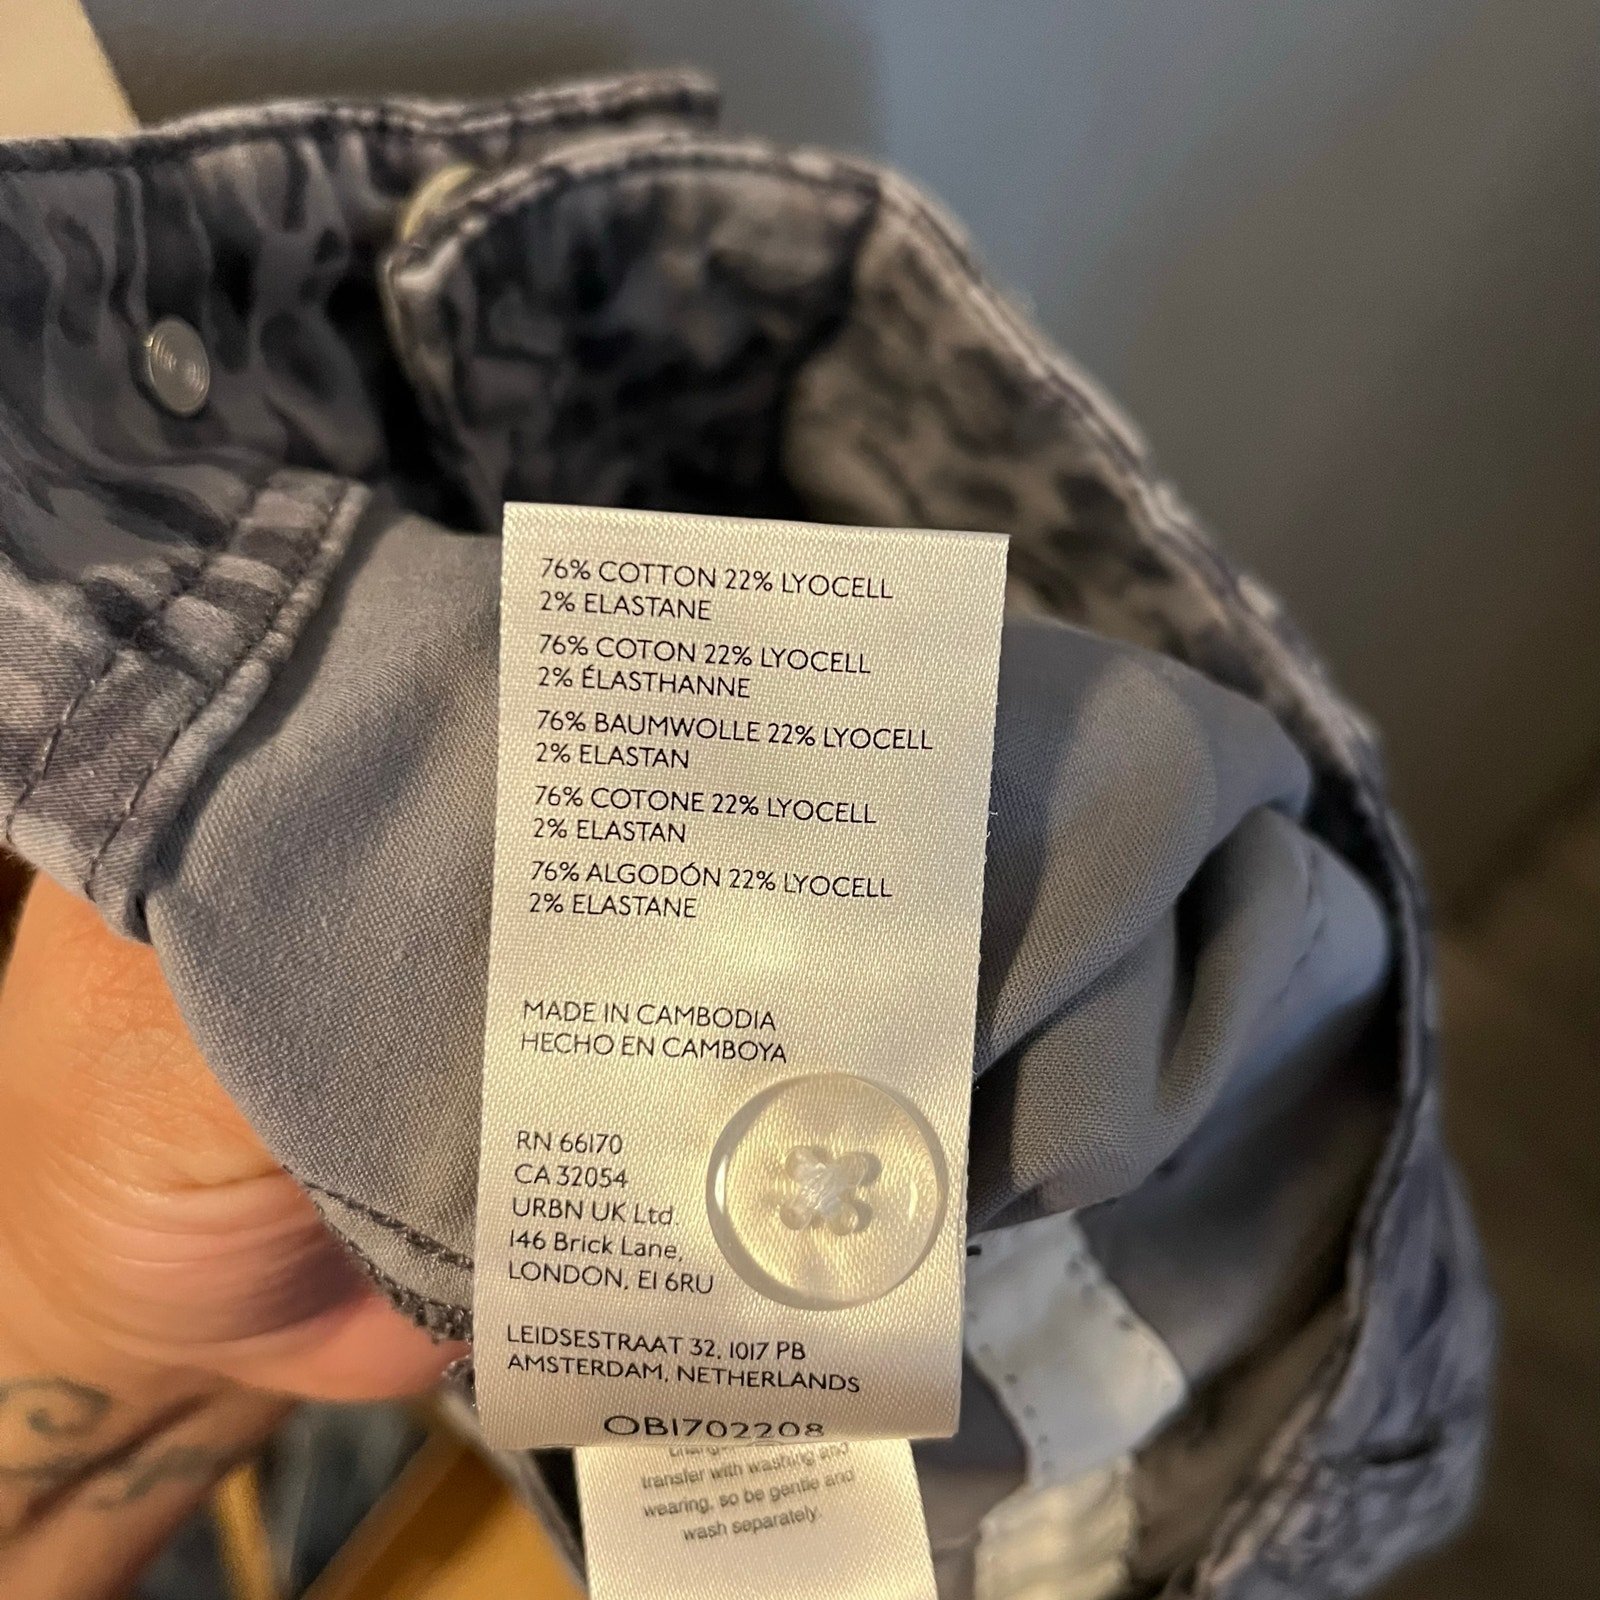 76% COTTON 22% LYOCELL
2% ELASTANE
76% COTON 22% LYOCELL
2% ÉLASTHANNE
76% BAUMWOLLE 22% LYOCELL
2% ELASTAN
76% COTONE 22% LYOCELL
2% ELASTAN
76% ALGODÓN 22% LYOCELL
2% ELASTANE
MADE IN CAMBODIA
HECHO EN CAMBOYA
RN 66170
CA 32054
URBN UK Ltd.
146 Brick Lane,
LONDON, E1 6RU
LEIDSESTRAAT 32, 1017 PB
AMSTERDAM, NETHERLANDS
OB1702208
transfer with washing and
wearing, so be gentle and
wash separately.